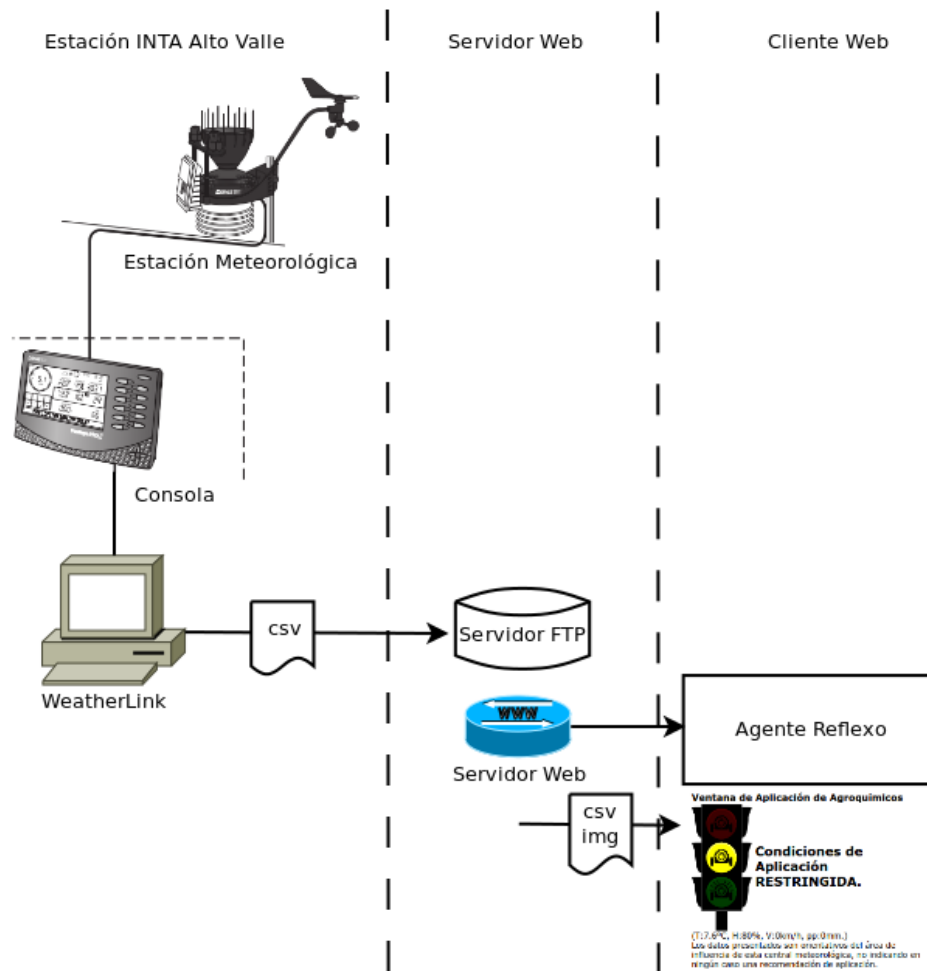 Estación INTA Alto Valle
Servidor Web
Cliente Web
Estación Meteorológica
Consola
csv
Servidor FTP
WeatherLink
WWW
Agente Reflexo
Servidor Web
Ventana de Aplicación de Agroquímicos
csv
img
Condiciones de
Aplicación
RESTRINGIDA.
(T:7.6ºC, H:80%, V:0km/h, pp:0mm.)
Los datos presentados son orientativos del área de
influencia de esta central meteorológica, no indicando en
ningún caso una recomendación de aplicación.